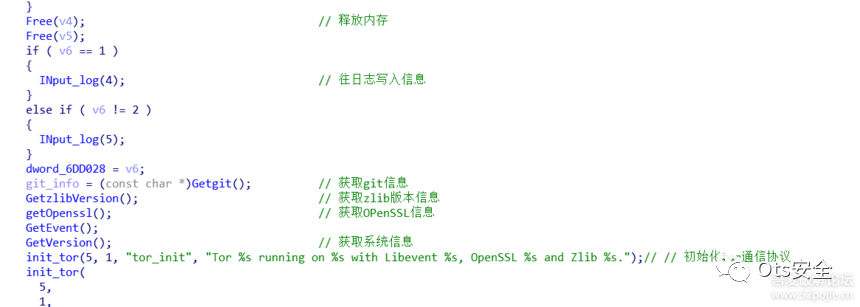 }
Free(v4); // 释放内存
Free(v5);
if ( v6 == 1 )
{
INput_log(4); // 往日志写入信息
}
else if ( v6 != 2 )
{
INput_log(5);
}
dword_6DD028 = v6;
git_info = (const char *)Getgit(); // 获取git信息
GetzlibVersion(); // 获取zlib版本信息
getOpenssl(); // 获取OPenSSL信息
GetEvent();
GetVersion(); // 获取系统信息
init_tor(5, 1, "tor_init", "Tor %s running on %s with Libevent %s, OpenSSL %s and Zlib %s.");// // 初始化 通信协议
init_tor(
5,
1,
Ots安全
www.52pojie.cn